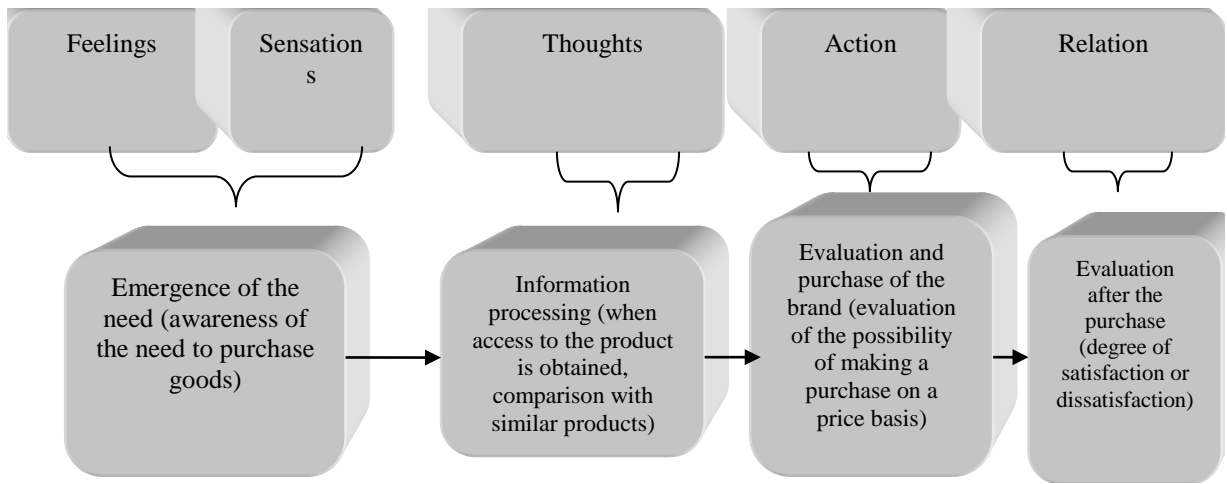 Feelings
Sensation
s
Thoughts
Action
Relation
Emergence of the
need (awareness of
the need to purchase
goods)
Information
processing (when
access to the product
is obtained,
comparison with
similar products)
Evaluation and
purchase of the
brand (evaluation
of the possibility
of making a
purchase on a
price basis)
Evaluation
after the
purchase
(degree of
satisfaction or
dissatisfaction)